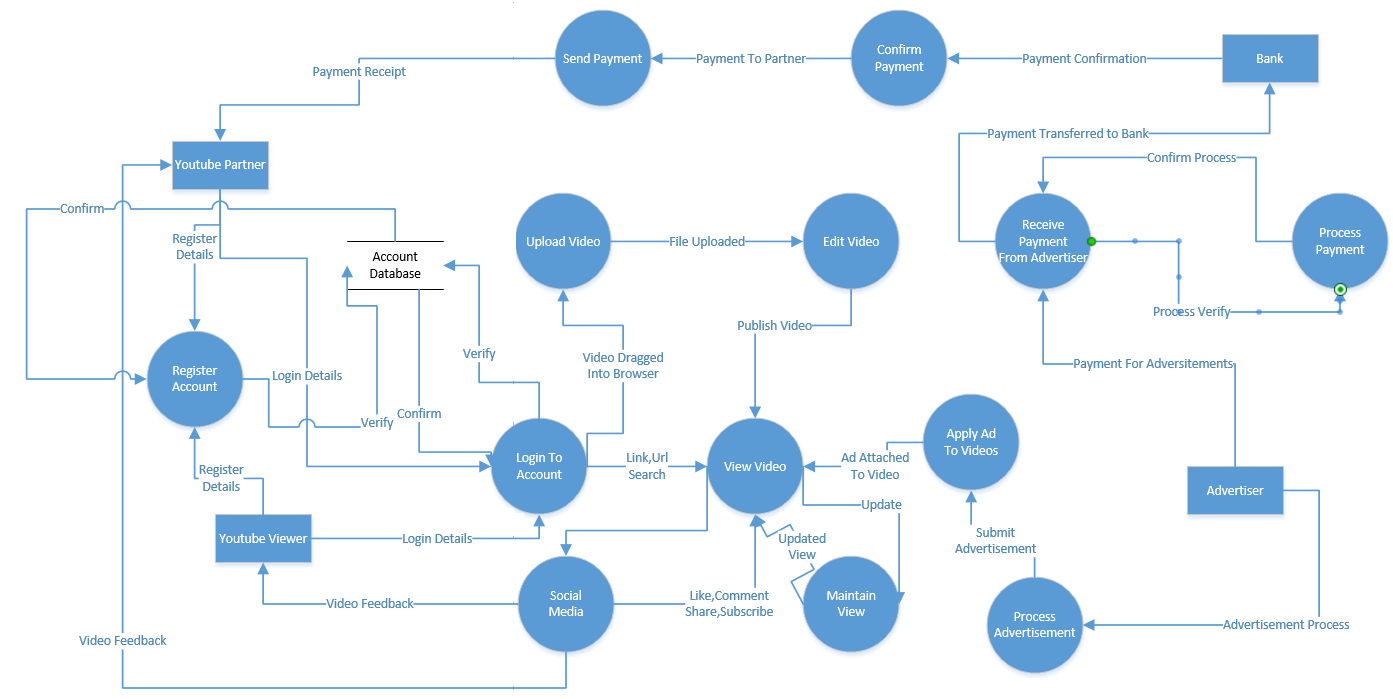 Send Payment
Payment To Partner
Confirm
Payment
Payment Confirmation
Bank
Payment Receipt
Payment Transferred to Bank
Youtube Partner
Confirm Process
Confirm
Register
Details
Account
Database
Upload Video
File Uploaded
Edit Video
Receive
Payment
From Advertiser
Process
Payment
Process Verify
Publish Video
Verify
Video Dragged
Into Browser
Payment For Adversitements
Register
Account
Login Details
Verify
Confirm
Login To
Account
Link,Url
Search
View Video
Ad Attached
To Video
Apply Ad
To Videos
Register
Details
Advertiser
Update
Youtube Viewer
Login Details
Updated
View
Submit
Advertisement
Video Feedback
Social
Media
Like,Comment
Share,Subscribe
Maintain
View
Process
Advertisement
Advertisement Process
Video Feedback